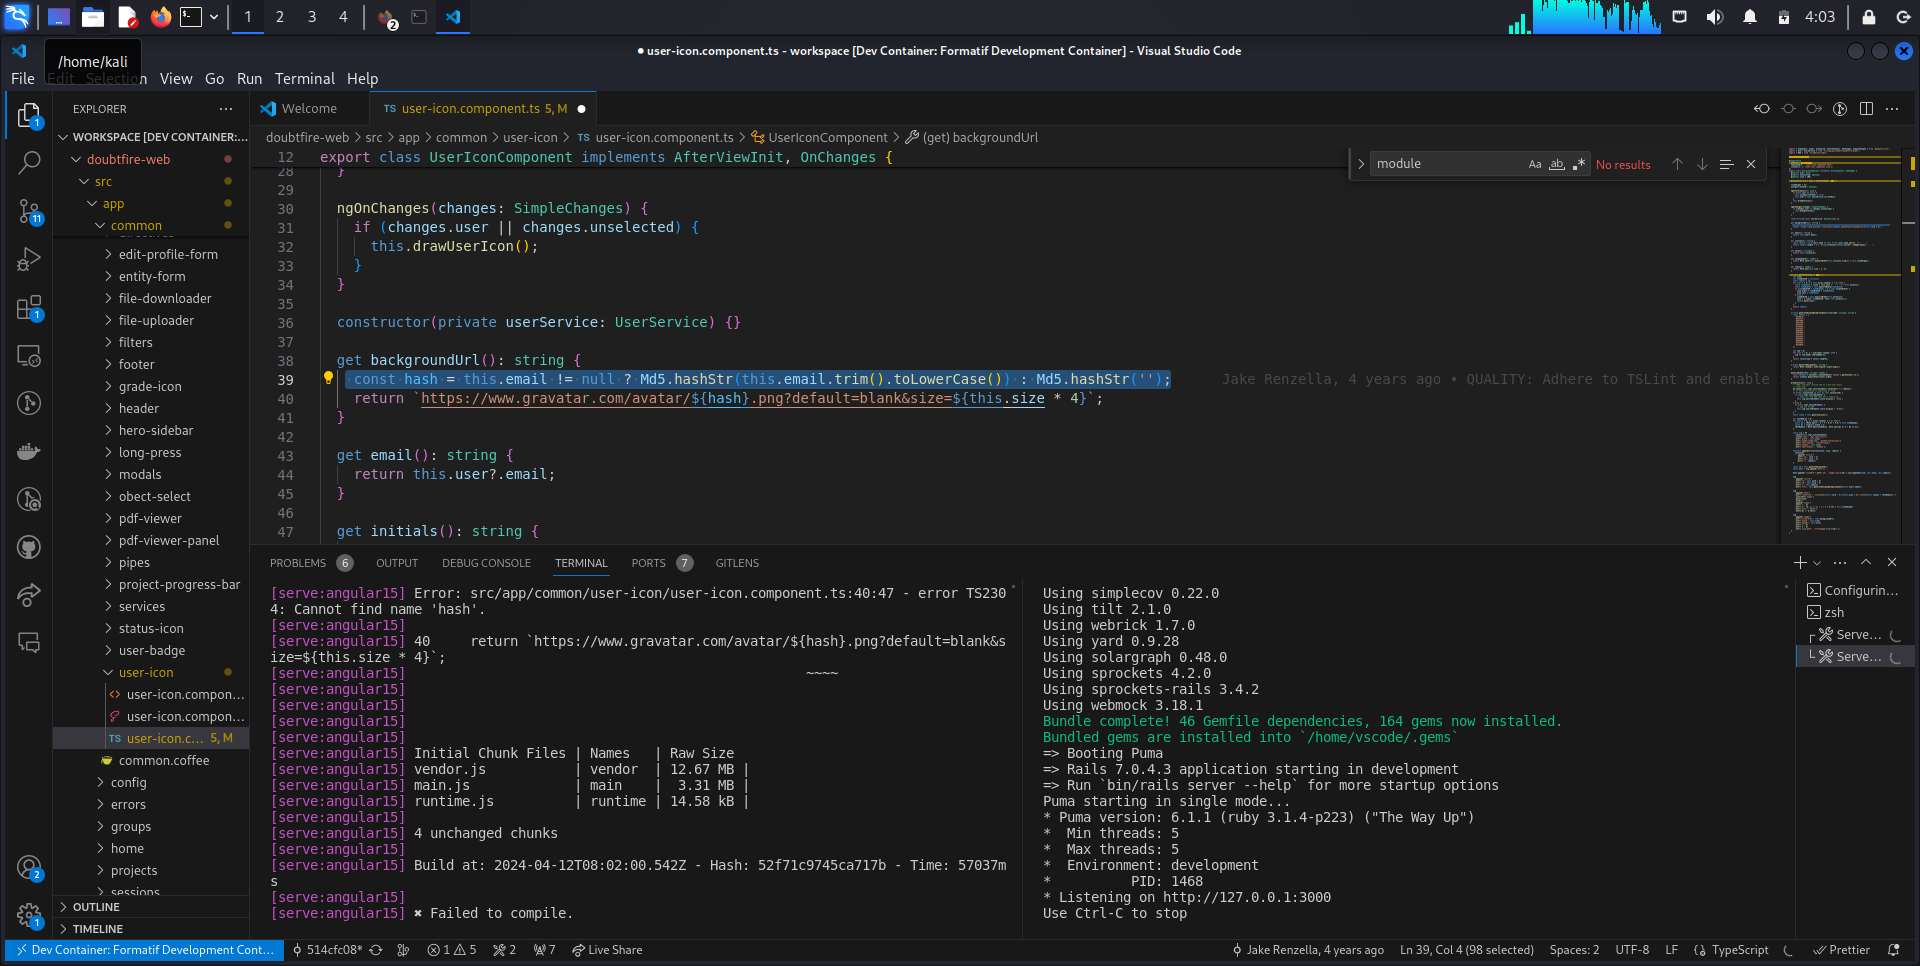 1 2 3 4 2 4:03
/home/kali
user-icon.component.ts - workspace [Dev Container: Formatif Development Container] - Visual Studio Code
File Edit Selection View Go Run Terminal Help
EXPLORER
WORKSPACE [DEV CONTAINER:...
doubtfire-web
src
app
common
edit-profile-form
entity-form
file-downloader
file-uploader
filters
footer
grade-icon
header
hero-sidebar
long-press
modals
obect-select
pdf-viewer
pdf-viewer-panel
pipes
project-progress-bar
services
status-icon
user-badge
user-icon
user-icon.compon...
user-icon.compon...
TS user-icon.c... 5, M
common.coffee
config
errors
groups
home
projects
sessions
OUTLINE
TIMELINE
1
11
1
2
1
Welcome
TS user-icon.component.ts 5, M
doubtfire-web > src > app > common > user-icon > TS user-icon.component.ts > UserIconComponent > (get) backgroundUrl
module Aa ab No results
12 export class UserIconComponent implements AfterViewInit, OnChanges {
28 }
29
30 ngOnChanges(changes: SimpleChanges) {
31 if (changes.user || changes.unselected) {
32 this.drawUserIcon();
33 }
34 }
35
36 constructor(private userService: UserService) {}
37
38 get backgroundUrl(): string {
39 const hash = this.email != null ? Md5.hashStr(this.email.trim().toLowerCase()) : Md5.hashStr(''); Jake Renzella, 4 years ago • QUALITY: Adhere to TSLint and enable
40 return `https://www.gravatar.com/avatar/${hash}.png?default=blank&size=${this.size * 4}`;
41 }
42
43 get email(): string {
44 return this.user?.email;
45 }
46
47 get initials(): string {
PROBLEMS 6 OUTPUT DEBUG CONSOLE TERMINAL PORTS 7 GITLENS
[serve:angular15] Error: src/app/common/user-icon/user-icon.component.ts:40:47 - error TS230
4: Cannot find name 'hash'.
[serve:angular15]
[serve:angular15] 40 return `https://www.gravatar.com/avatar/${hash}.png?default=blank&s
ize=${this.size * 4}`;
[serve:angular15] ~~~~
[serve:angular15]
[serve:angular15]
[serve:angular15]
[serve:angular15]
[serve:angular15] Initial Chunk Files | Names | Raw Size
[serve:angular15] vendor.js | vendor | 12.67 MB |
[serve:angular15] main.js | main | 3.31 MB |
[serve:angular15] runtime.js | runtime | 14.58 kB |
[serve:angular15]
[serve:angular15] 4 unchanged chunks
[serve:angular15]
[serve:angular15] Build at: 2024-04-12T08:02:00.542Z - Hash: 52f71c9745ca717b - Time: 57037m
s
[serve:angular15]
[serve:angular15] ✖ Failed to compile.
Using simplecov 0.22.0
Using tilt 2.1.0
Using webrick 1.7.0
Using yard 0.9.28
Using solargraph 0.48.0
Using sprockets 4.2.0
Using sprockets-rails 3.4.2
Using webmock 3.18.1
Bundle complete! 46 Gemfile dependencies, 164 gems now installed.
Bundled gems are installed into `/home/vscode/.gems`
=> Booting Puma
=> Rails 7.0.4.3 application starting in development
=> Run `bin/rails server --help` for more startup options
Puma starting in single mode...
* Puma version: 6.1.1 (ruby 3.1.4-p223) ("The Way Up")
* Min threads: 5
* Max threads: 5
* Environment: development
* PID: 1468
* Listening on http://127.0.0.1:3000
Use Ctrl-C to stop
Configurin...
zsh
Serve...
Serve...
Dev Container: Formatif Development Cont... 514cfc08* 1 5 2 7 Live Share Jake Renzella, 4 years ago Ln 39, Col 4 (98 selected) Spaces: 2 UTF-8 LF TypeScript Prettier